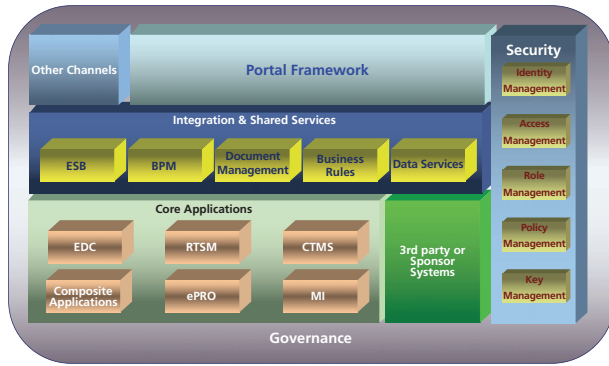 Other Channels
Portal Framework
Integration & Shared Services
ESB
BPM
Document
Management
Business
Rules
Data Services
Core Applications
EDC
RTSM
CTMS
Composite
Applications
ePRO
MI
3rd party or
Sponsor
Systems
Security
Identity
Management
Access
Management
Role
Management
Policy
Management
Key
Management
Governance